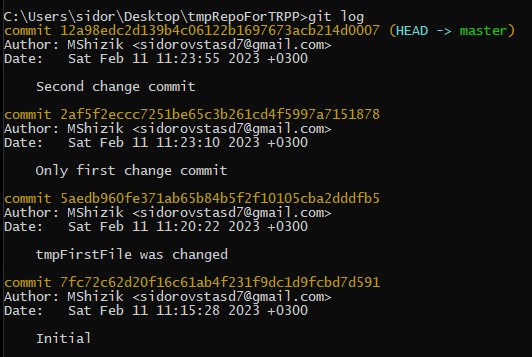 C:\Users\sidor\Desktop\tmpRepoForTRPP>git log
commit 12a98edc2d139b4c06122b1697673acb214d0007 (HEAD -> master)
Author: MShizik <sidorovstasd7@gmail.com>
Date:   Sat Feb 11 11:23:55 2023 +0300
Second change commit
commit 2af5f2eccc7251be65c3b261cd4f5997a7151878
Author: MShizik <sidorovstasd7@gmail.com>
Date:   Sat Feb 11 11:23:10 2023 +0300
Only first change commit
commit 5aedb960fe371ab65b84b5f2f10105cba2dddfb5
Author: MShizik <sidorovstasd7@gmail.com>
Date:   Sat Feb 11 11:20:22 2023 +0300
tmpFirstFile was changed
commit 7fc72c62d20f16c61ab4f231f9dc1d9fcbd7d591
Author: MShizik <sidorovstasd7@gmail.com>
Date:   Sat Feb 11 11:15:28 2023 +0300
Initial